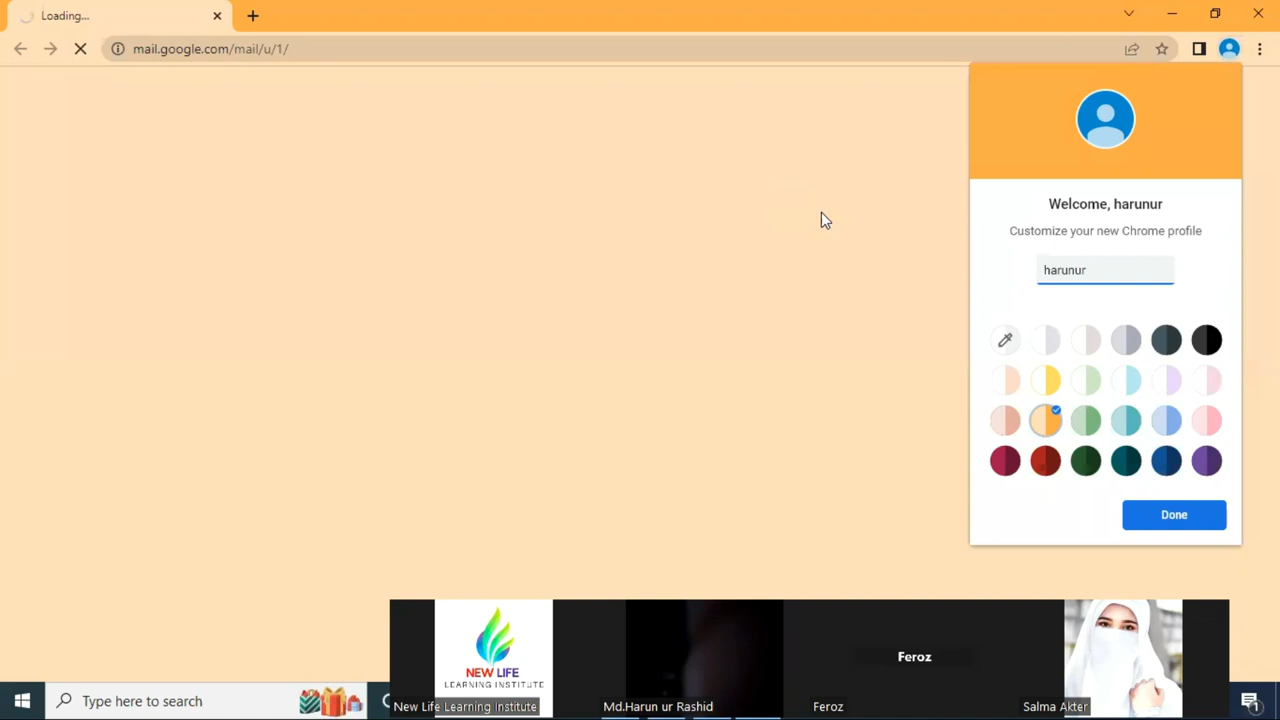 Loading...
mail.google.com/mail/u/1/
Welcome, harunur
Customize your new Chrome profile
harunur
Done
NEW LIFE
LEARNING INSTITUTE
Feroz
New Life Learning Institute
Md.Harun ur Rashid
Feroz
Salma Akter
Type here to search
1